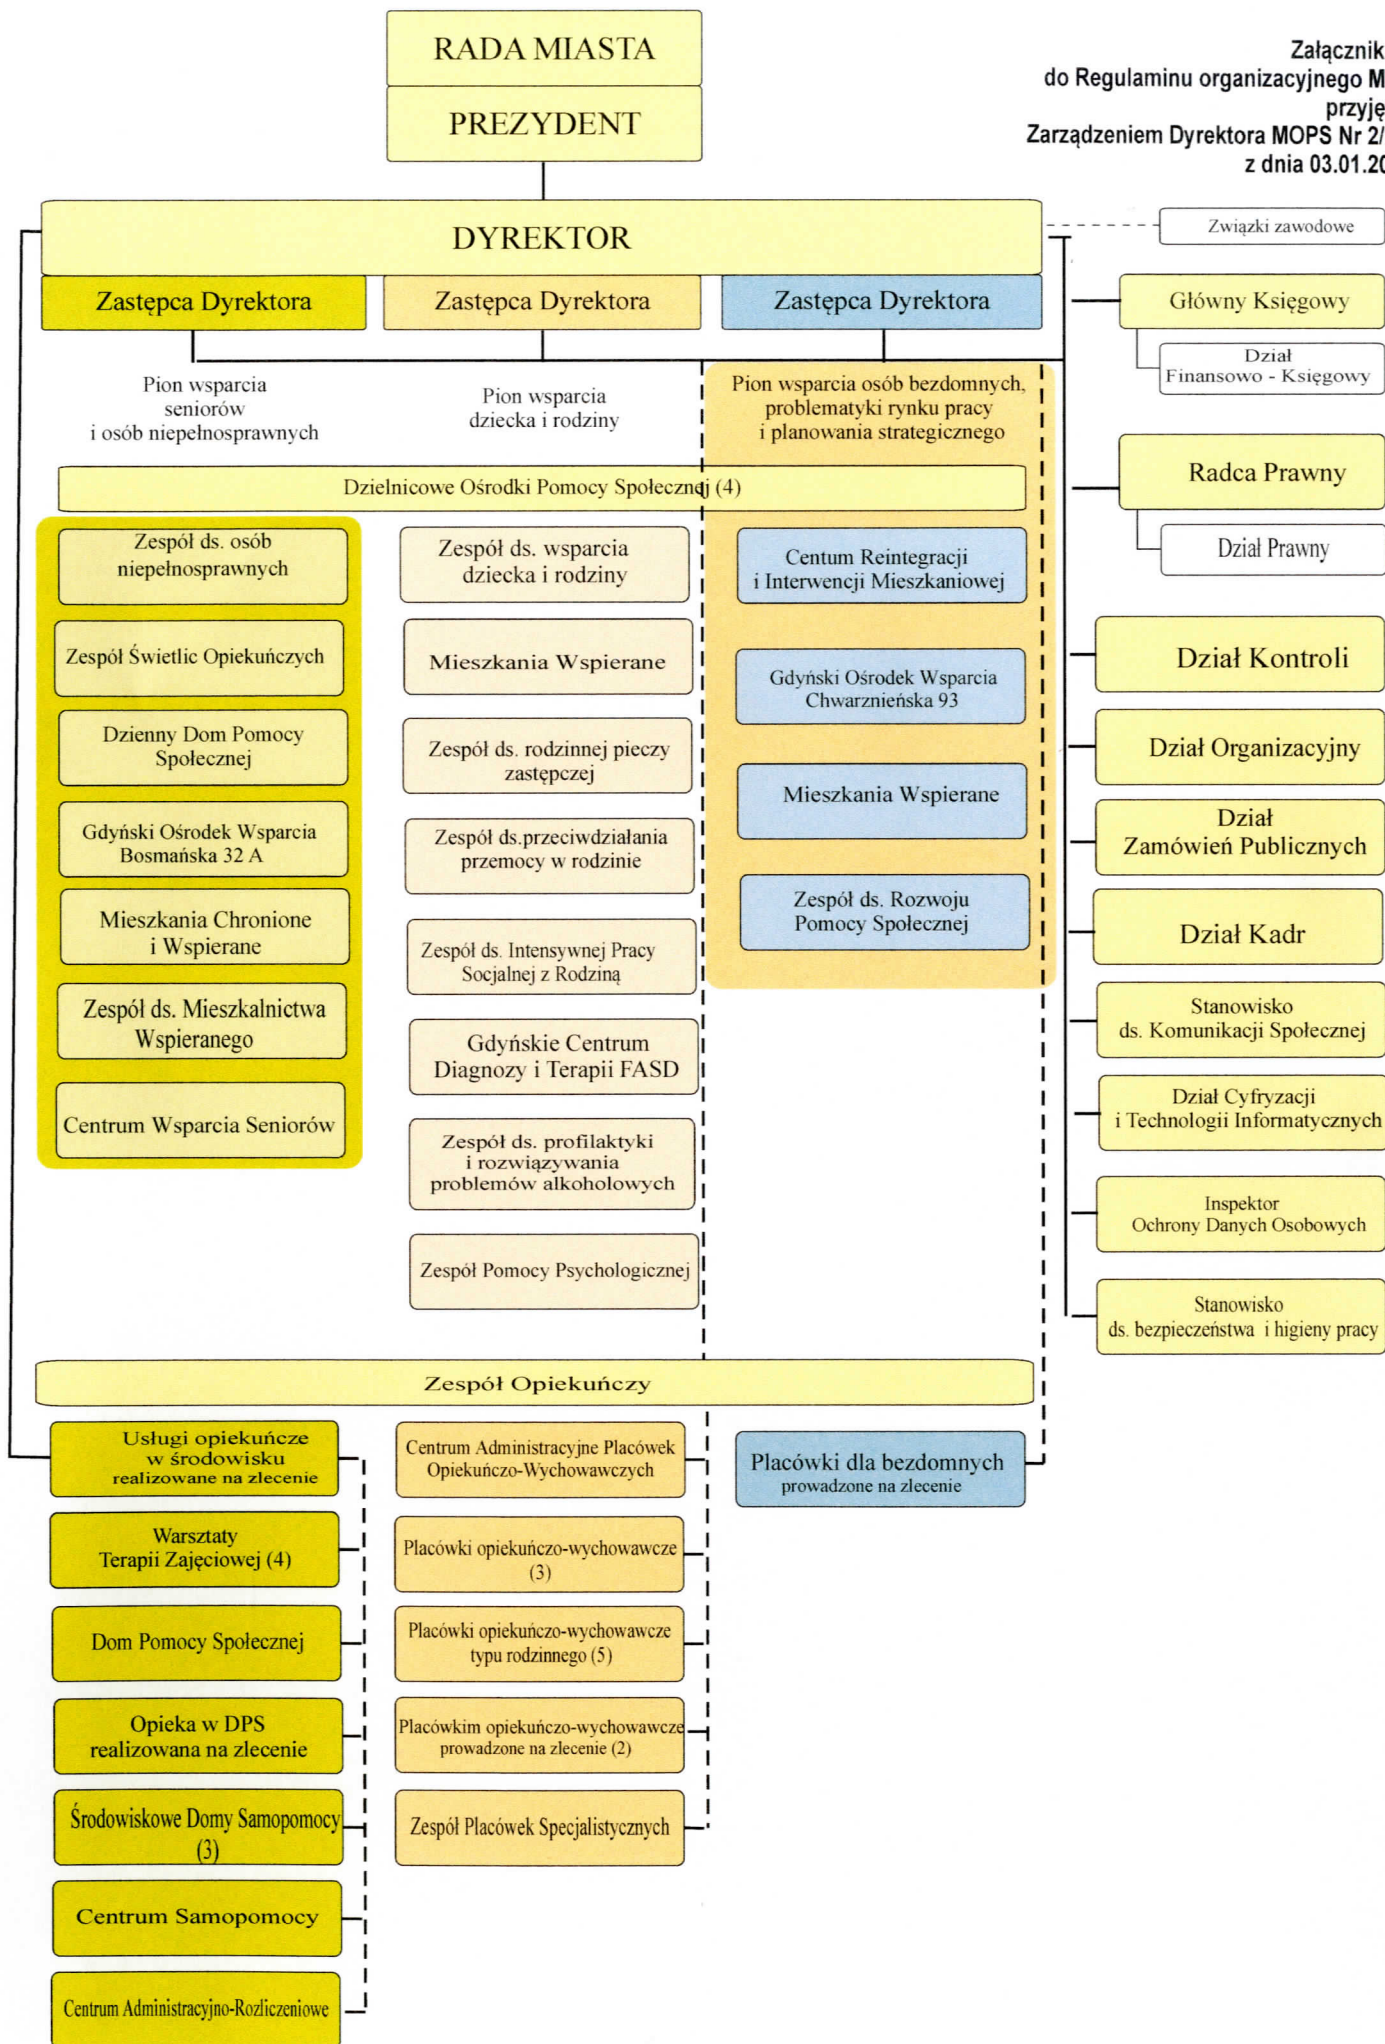 RADA MIASTA
PREZYDENT
Załącznik
do Regulaminu organizacyjnego M
przyję
Zarządzeniem Dyrektora MOPS Nr 2/
z dnia 03.01.20
DYREKTOR
Zastępca Dyrektora
Zastępca Dyrektora
Zastępca Dyrektora
Pion wsparcia
seniorów
i osób niepełnosprawnych
Pion wsparcia
dziecka i rodziny
Pion wsparcia osób bezdomnych,
problematyki rynku pracy
i planowania strategicznego
Dzielnicowe Ośrodki Pomocy Społecznej (4)
Zespół ds. osób
niepełnosprawnych
Zespół Świetlic Opiekuńczych
Dzienny Dom Pomocy
Społecznej
Gdyński Ośrodek Wsparcia
Bosmańska 32 A
Mieszkania Chronione
i Wspierane
Zespół ds. Mieszkalnictwa
Wspieranego
Centrum Wsparcia Seniorów
Zespół ds. wsparcia
dziecka i rodziny
Mieszkania Wspierane
Zespół ds. rodzinnej pieczy
zastępczej
Zespół ds.przeciwdziałania
przemocy w rodzinie
Zespół ds. Intensywnej Pracy
Socjalnej z Rodziną
Gdyńskie Centrum
Diagnozy i Terapii FASD
Zespół ds. profilaktyki
i rozwiązywania
problemów alkoholowych
Zespół Pomocy Psychologicznej
Centum Reintegracji
i Interwencji Mieszkaniowej
Gdyński Ośrodek Wsparcia
Chwarznieńska 93
Mieszkania Wspierane
Zespół ds. Rozwoju
Pomocy Społecznej
Związki zawodowe
Główny Księgowy
Dział
Finansowo - Księgowy
Radca Prawny
Dział Prawny
Dział Kontroli
Dział Organizacyjny
Dział
Zamówień Publicznych
Dział Kadr
Stanowisko
ds. Komunikacji Społecznej
Dział Cyfryzacji
i Technologii Informatycznych
Inspektor
Ochrony Danych Osobowych
Stanowisko
ds. bezpieczeństwa i higieny pracy
Zespół Opiekuńczy
Usługi opiekuńcze
w środowisku
realizowane na zlecenie
Warsztaty
Terapii Zajęciowej (4)
Dom Pomocy Społecznej
Opieka w DPS
realizowana na zlecenie
Środowiskowe Domy Samopomocy
(3)
Centrum Samopomocy
Centrum Administracyjno-Rozliczeniowe
Centrum Administracyjne Placówek
Opiekuńczo-Wychowawczych
Placówki opiekuńczo-wychowawcze
(3)
Placówki opiekuńczo-wychowawcze
typu rodzinnego (5)
Placówkim opiekuńczo-wychowawcze
prowadzone na zlecenie (2)
Zespół Placówek Specjalistycznych
Placówki dla bezdomnych
prowadzone na zlecenie